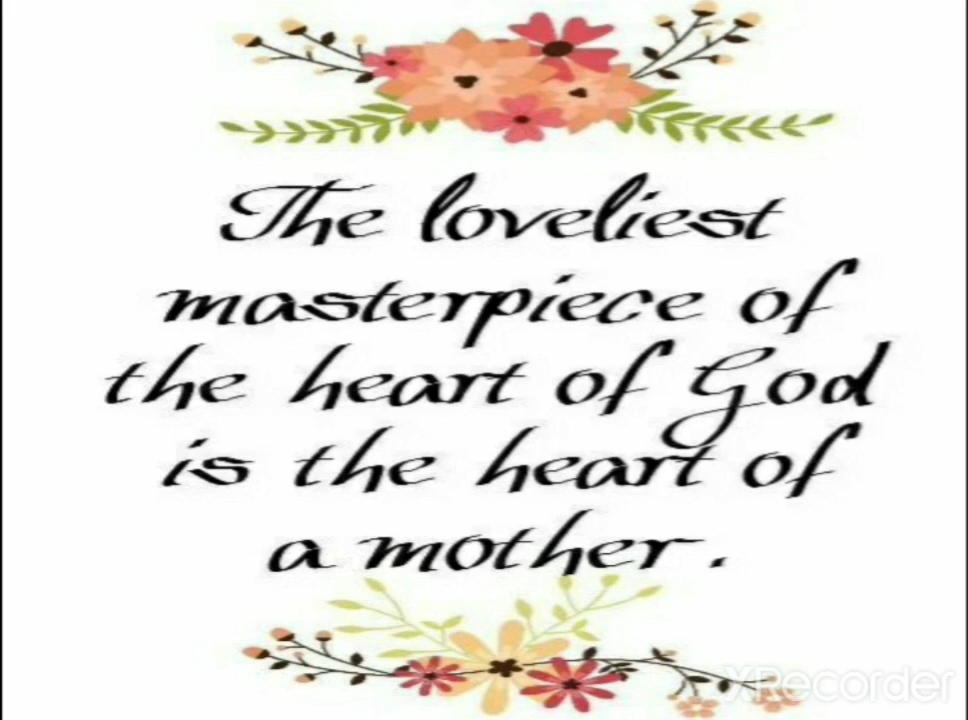 The loveliest
masterpiece of
the heart of God
is the heart of
a mother.
XRecorder